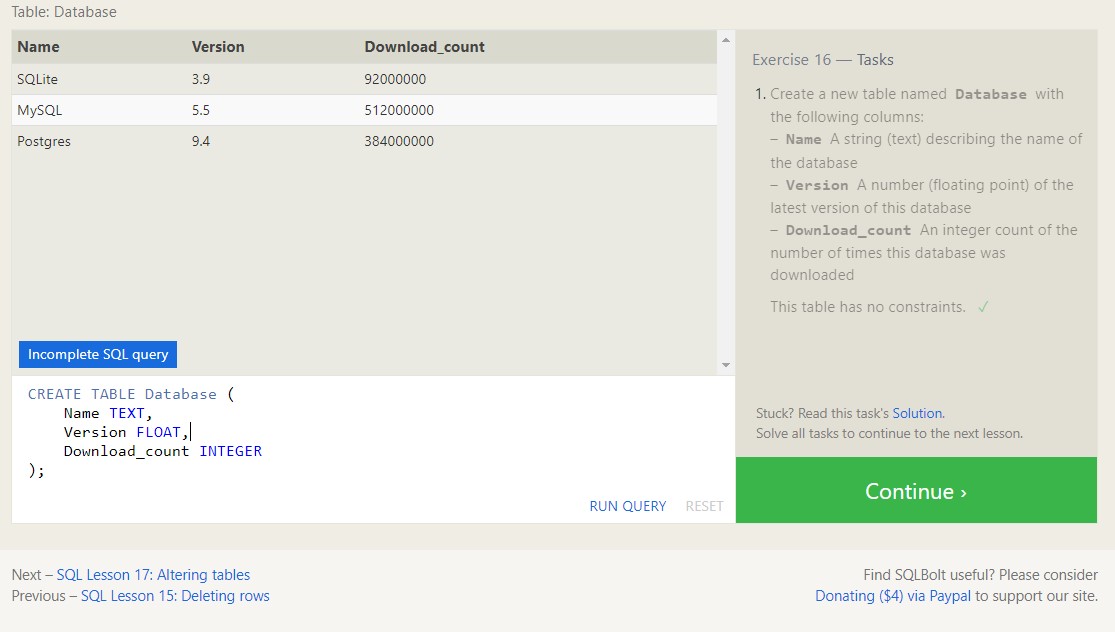 Table: Database
Name Version Download_count
SQLite 3.9 92000000
MySQL 5.5 512000000
Postgres 9.4 384000000
Incomplete SQL query
CREATE TABLE Database (
    Name TEXT,
    Version FLOAT,
    Download_count INTEGER
);
RUN QUERY RESET
Exercise 16 — Tasks
1. Create a new table named Database with
the following columns:
– Name A string (text) describing the name of
the database
– Version A number (floating point) of the
latest version of this database
– Download_count An integer count of the
number of times this database was
downloaded
This table has no constraints. ✓
Stuck? Read this task's Solution.
Solve all tasks to continue to the next lesson.
Continue ›
Next – SQL Lesson 17: Altering tables
Previous – SQL Lesson 15: Deleting rows
Find SQLBolt useful? Please consider
Donating ($4) via Paypal to support our site.